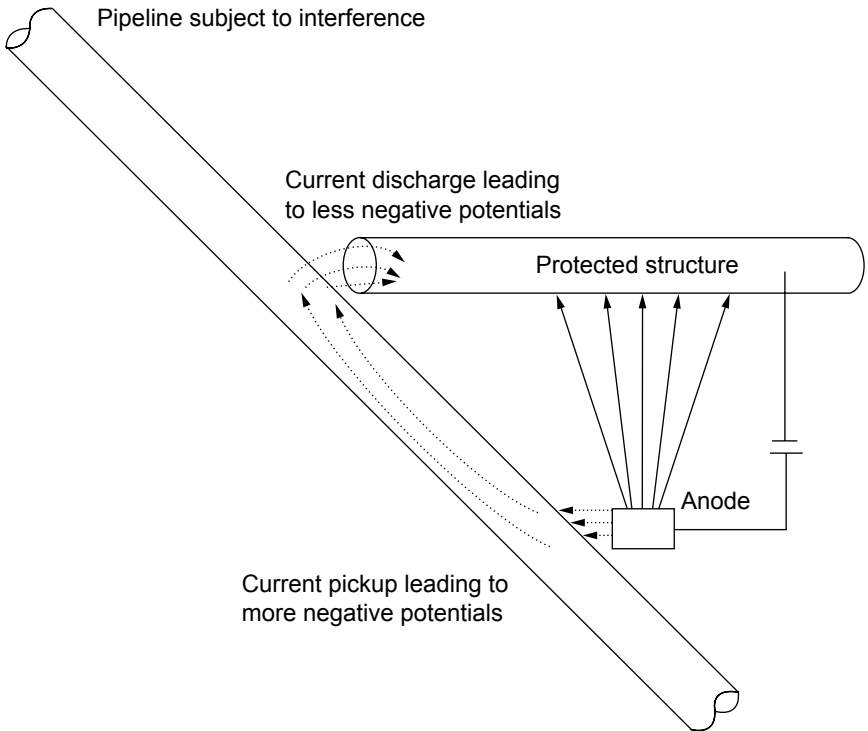 Pipeline subject to interference
Current discharge leading
to less negative potentials
Protected structure
Anode
Current pickup leading to
more negative potentials